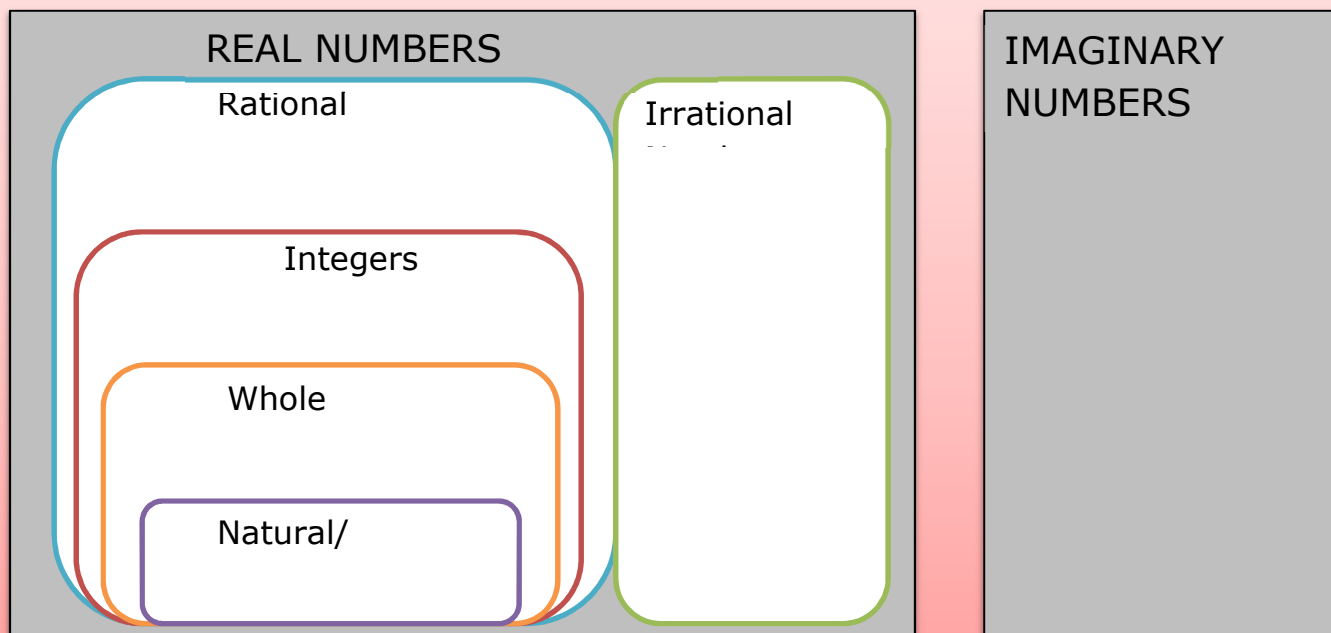 REAL NUMBERS
Rational
Irrational
Integers
Whole
Natural/
IMAGINARY
NUMBERS